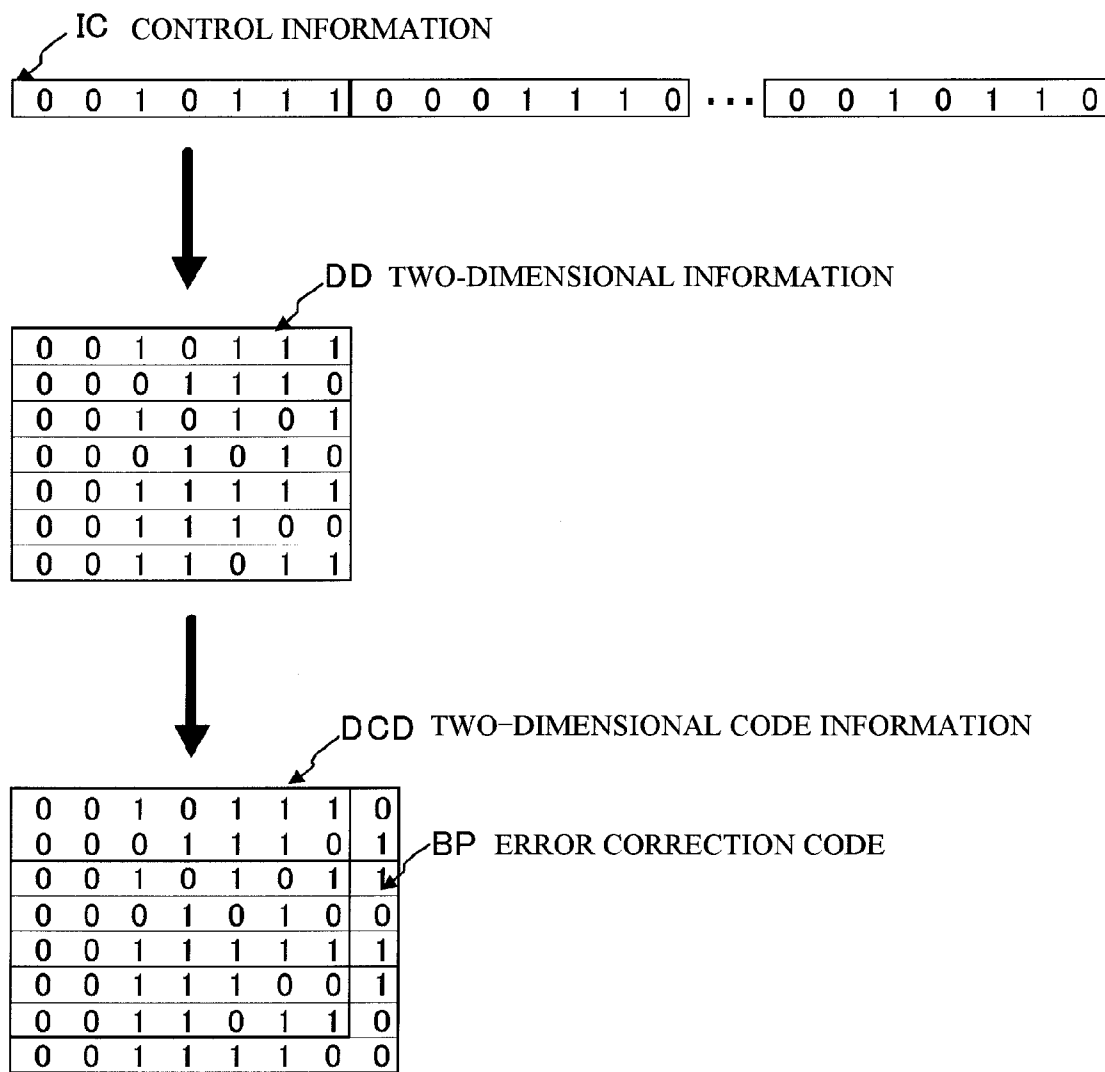 IC CONTROL INFORMATION
0 0 1 0 1 1 1 0 0 0 1 1 1 0 ··· 0 0 1 0 1 1 0
DD TWO-DIMENSIONAL INFORMATION
0 0 1 0 1 1 1
0 0 0 1 1 1 0
0 0 1 0 1 0 1
0 0 0 1 0 1 0
0 0 1 1 1 1 1
0 0 1 1 1 0 0
0 0 1 1 0 1 1
DCD TWO-DIMENSIONAL CODE INFORMATION
0 0 1 0 1 1 1 0
0 0 0 1 1 1 0 1
BP ERROR CORRECTION CODE
0 0 1 0 1 0 1 1
0 0 0 1 0 1 0 0
0 0 1 1 1 1 1 1
0 0 1 1 1 0 0 1
0 0 1 1 0 1 1 0
0 0 1 1 1 1 0 0